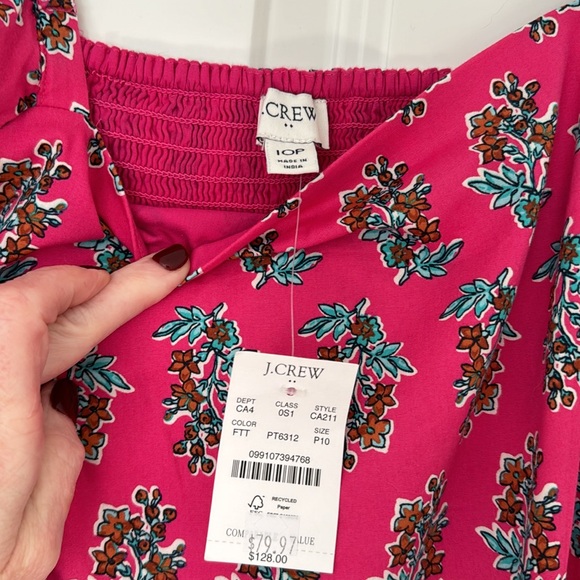 J.CREW
10P
MADE IN
INDIA
J.CREW
DEPT CLASS STYLE
CA4 0S1 CA211
COLOR SIZE
FTT PT6312 P10
099107394768
FSC
RECYCLED
Paper
$79.97
$128.00